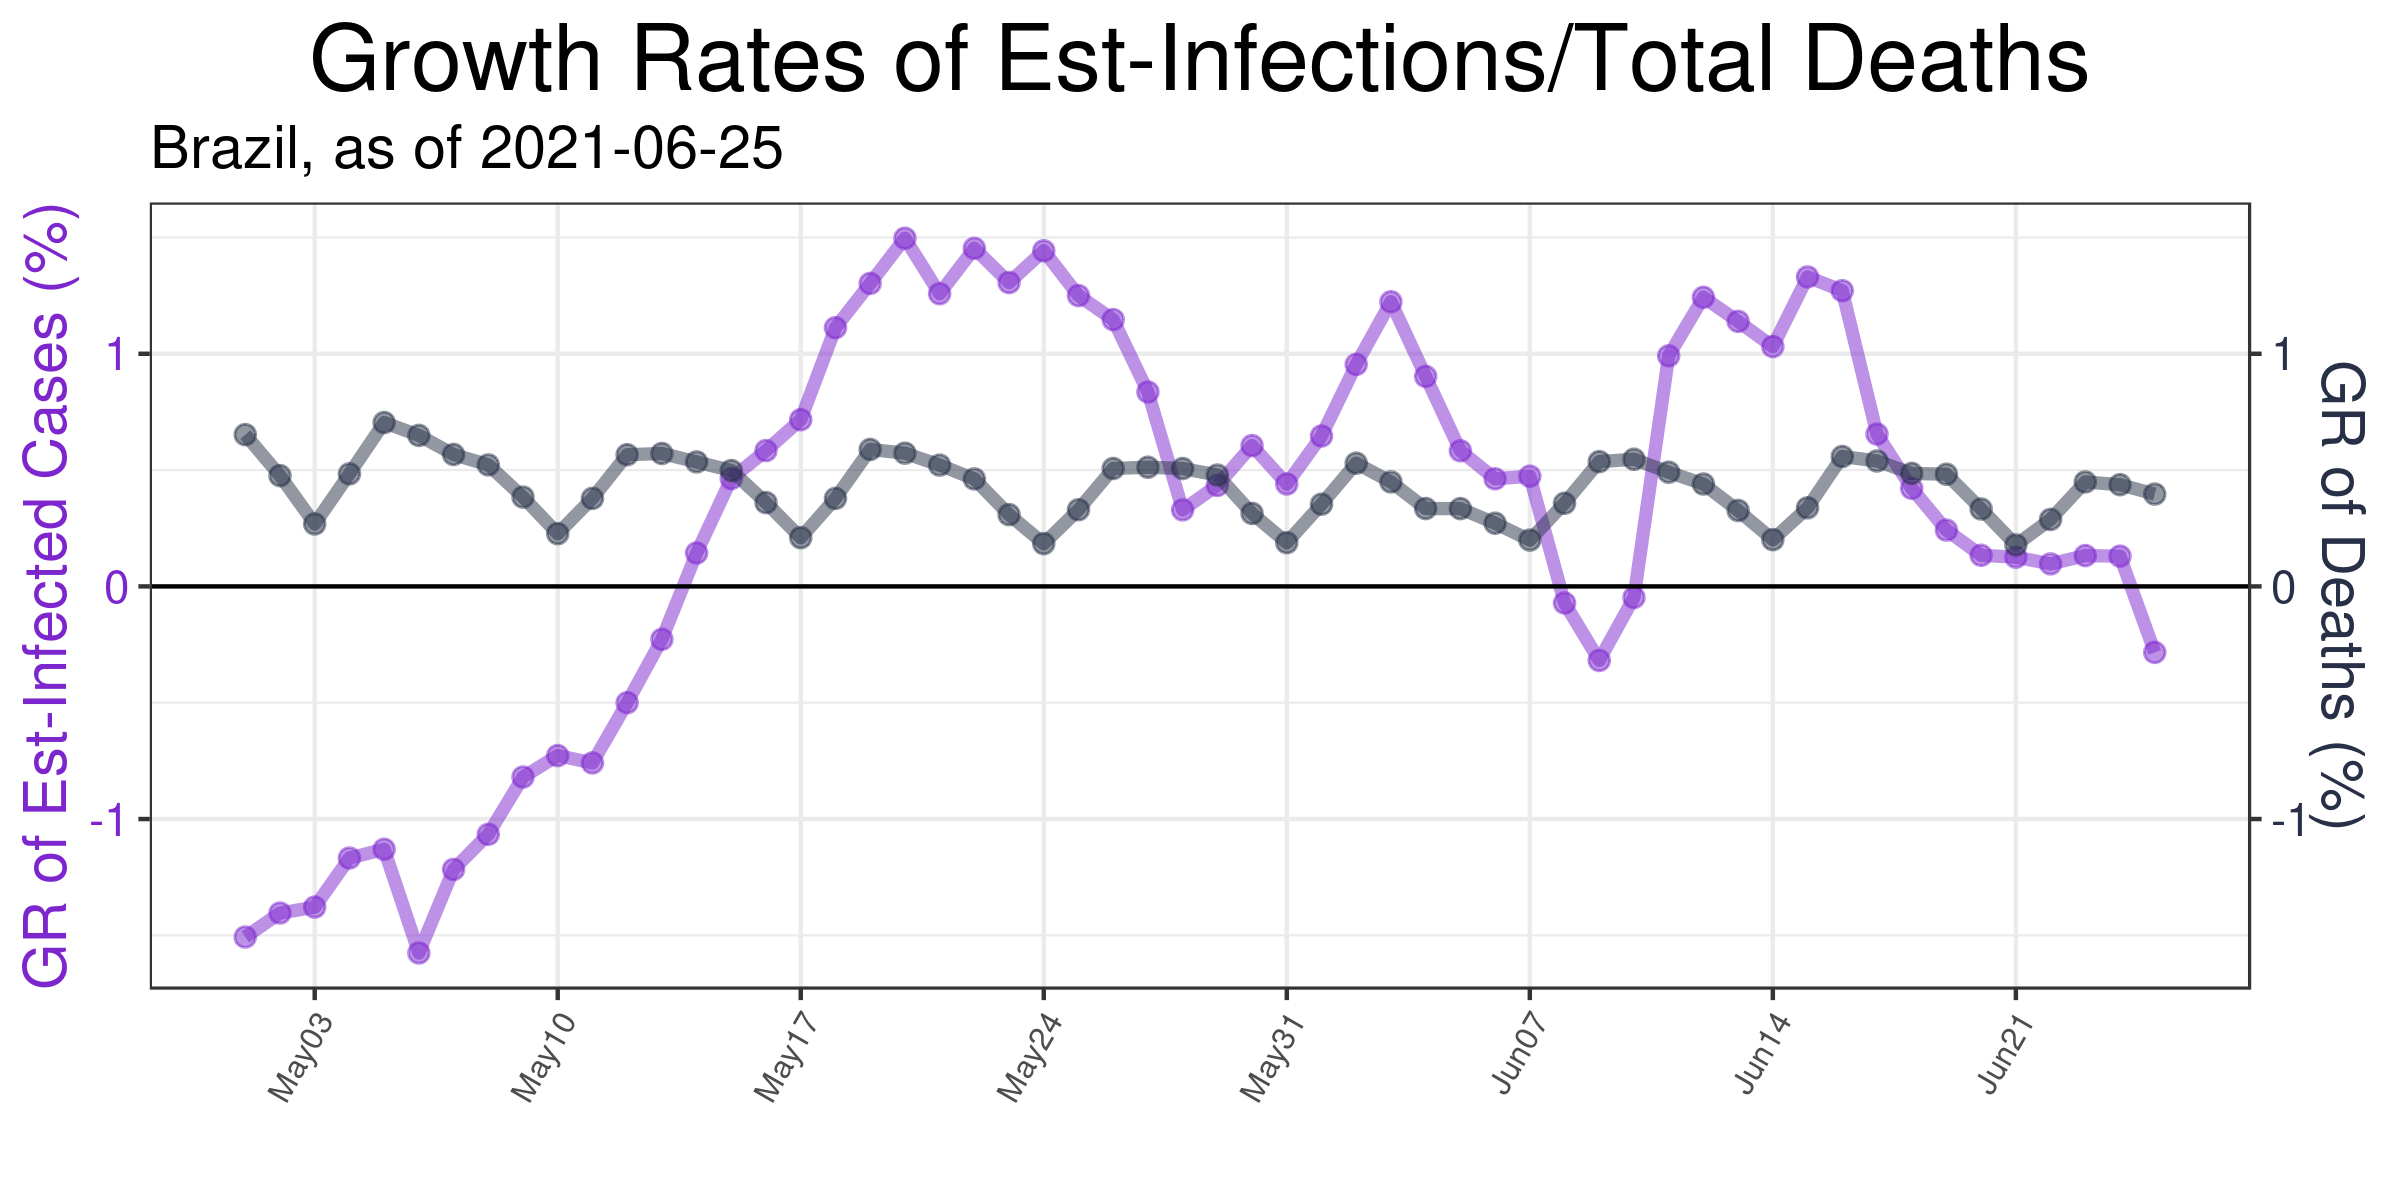 Growth Rates of Est-Infections/Total Deaths
Brazil, as of 2021-06-25
GR of Est-Infected Cases (%)
1
0
-1
1
0
-1
GR of Deaths (%)
May03
May10
May17
May24
May31
Jun07
Jun14
Jun21